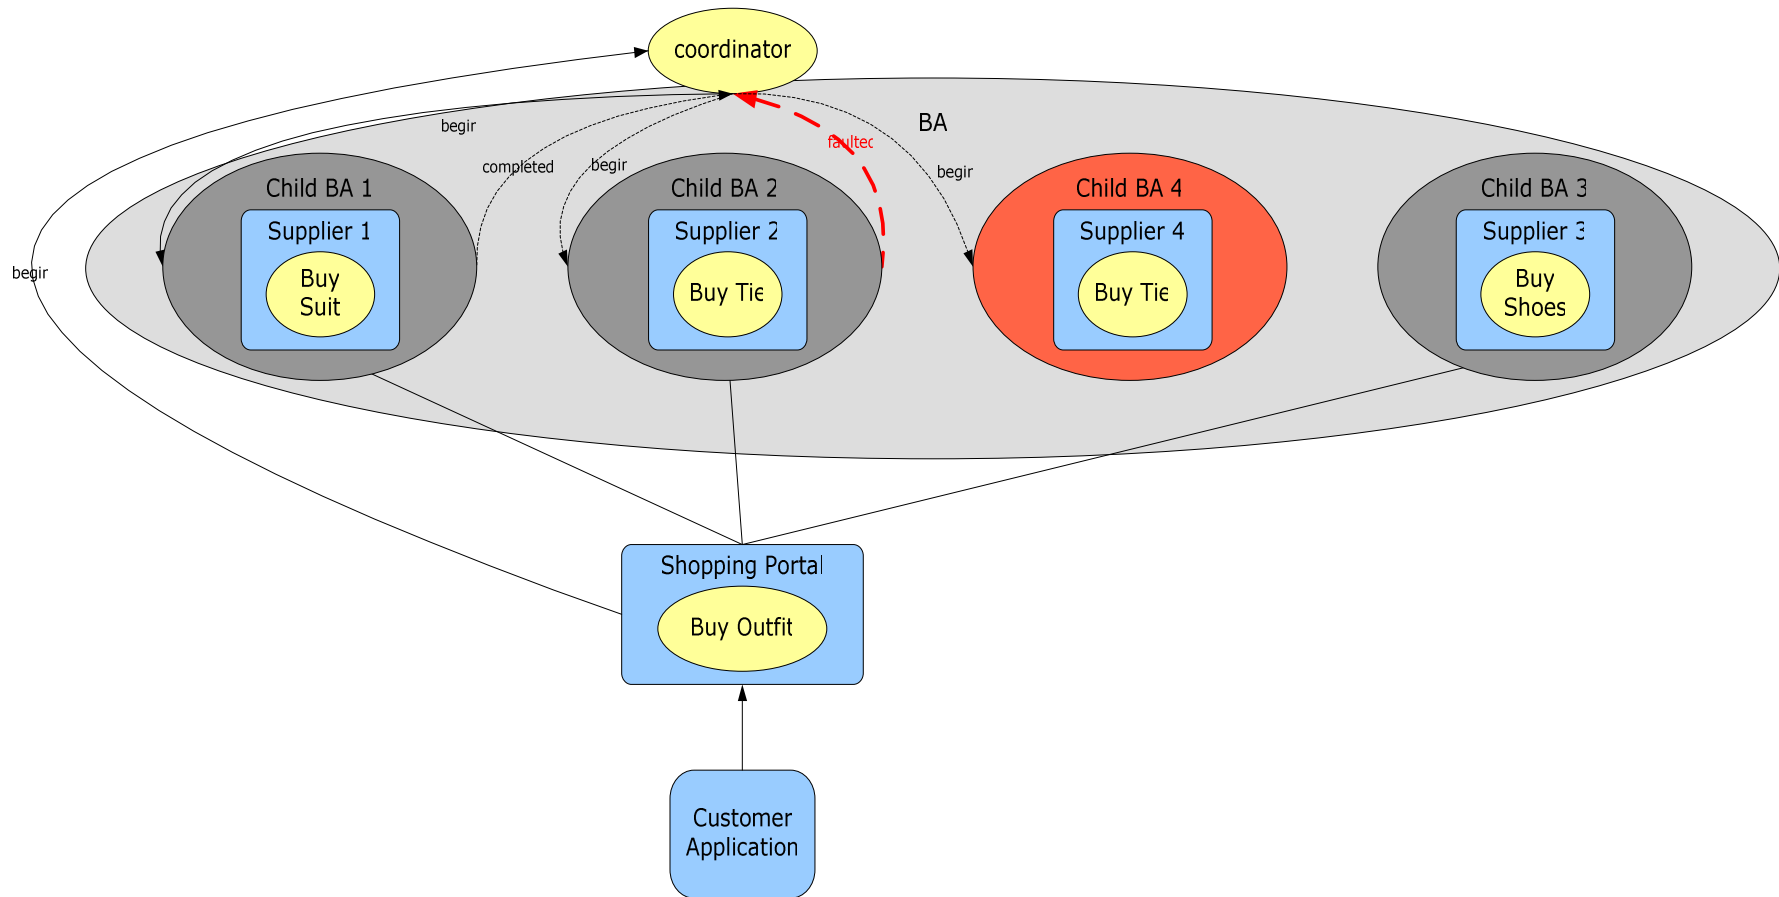 coordinator
BA
begin
faulted
completed
begin
begin
Child BA 1
Child BA 2
Child BA 4
Child BA 3
Supplier 1
Supplier 2
Supplier 4
Supplier 3
begin
Buy
Suit
Buy Tie
Buy Tie
Buy
Shoes
Shopping Portal
Buy Outfit
Customer
Application